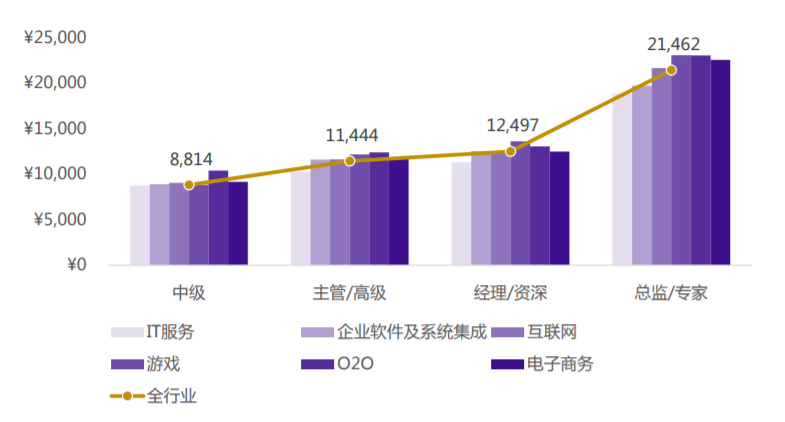 ¥25,000
¥20,000
¥15,000
¥10,000
¥5,000
¥0
8,814
11,444
12,497
21,462
中级
主管/高级
经理/资深
总监/专家
IT服务
企业软件及系统集成
互联网
游戏
O2O
电子商务
全行业